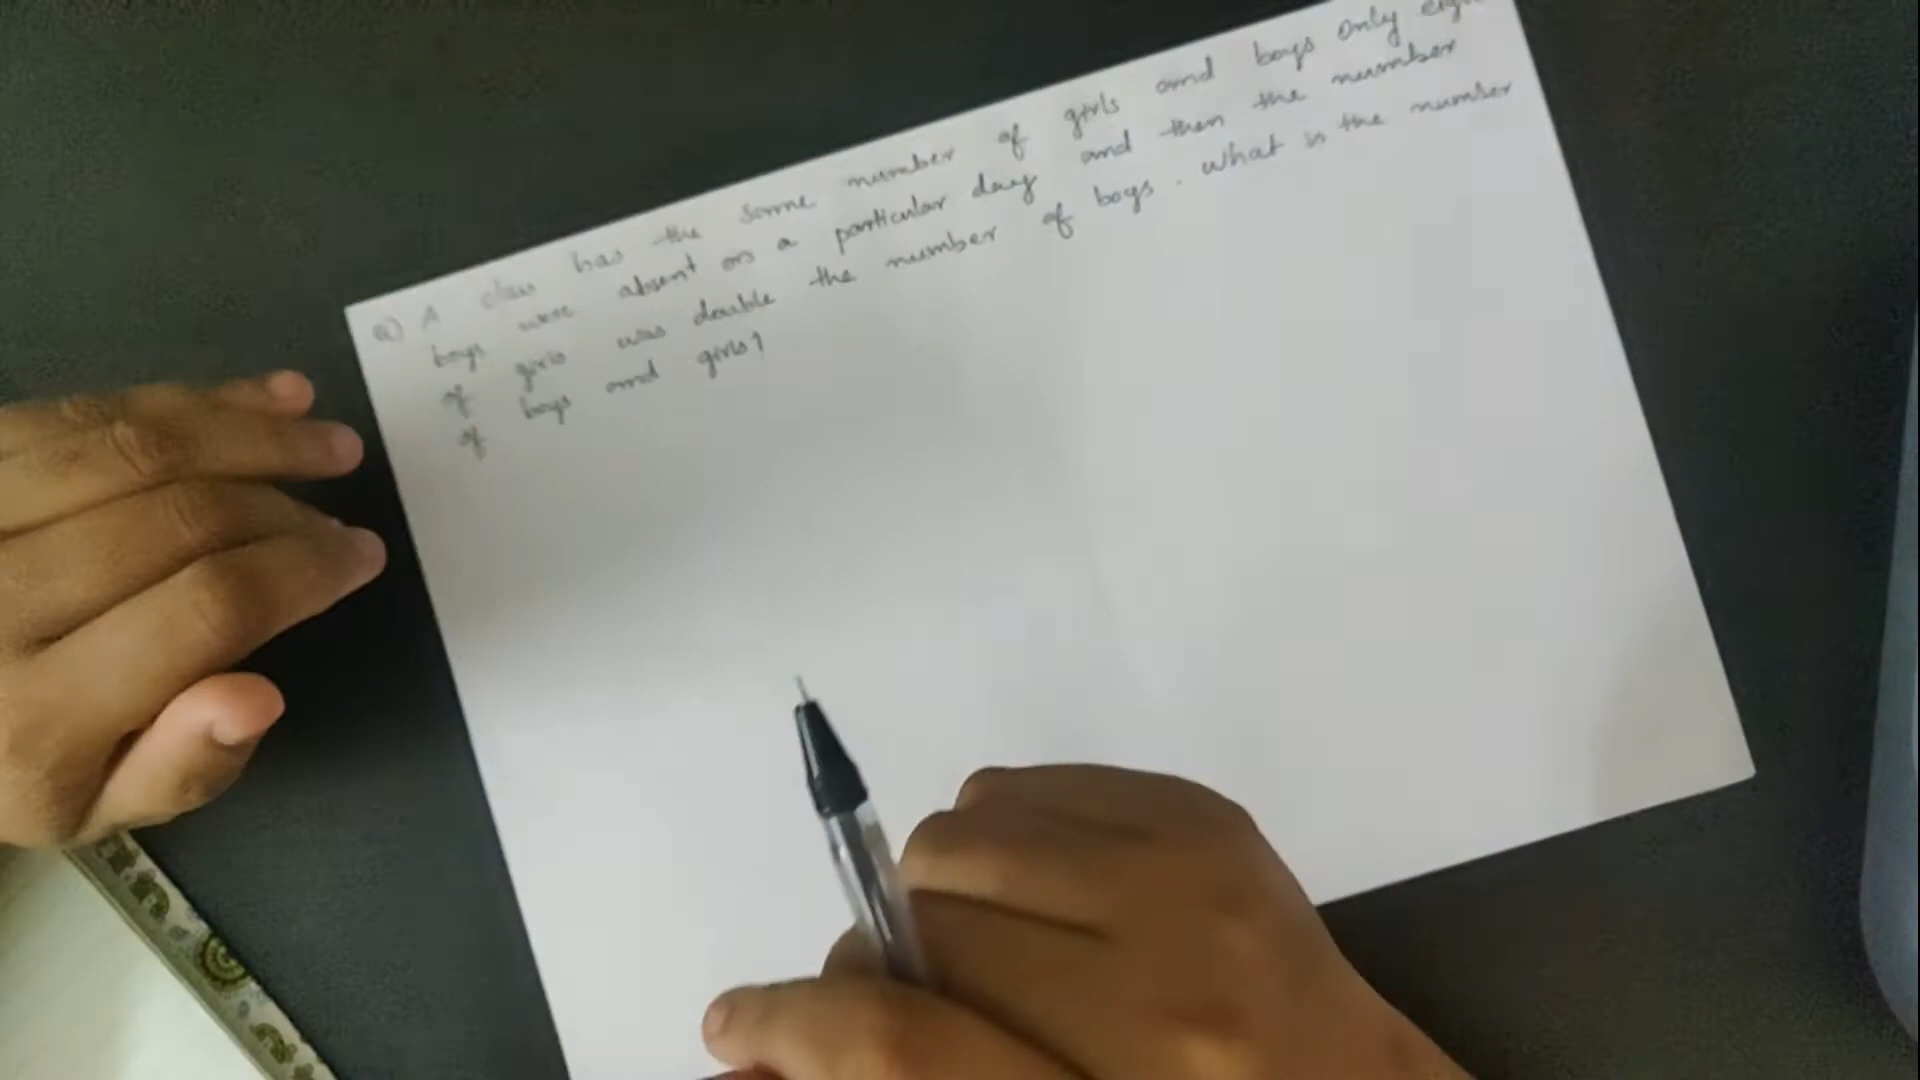 Q) A class has the same number of girls and boys only
boys were absent on a particular day and then the number
of girls was double the number of boys. what is the number
of boys and girls?